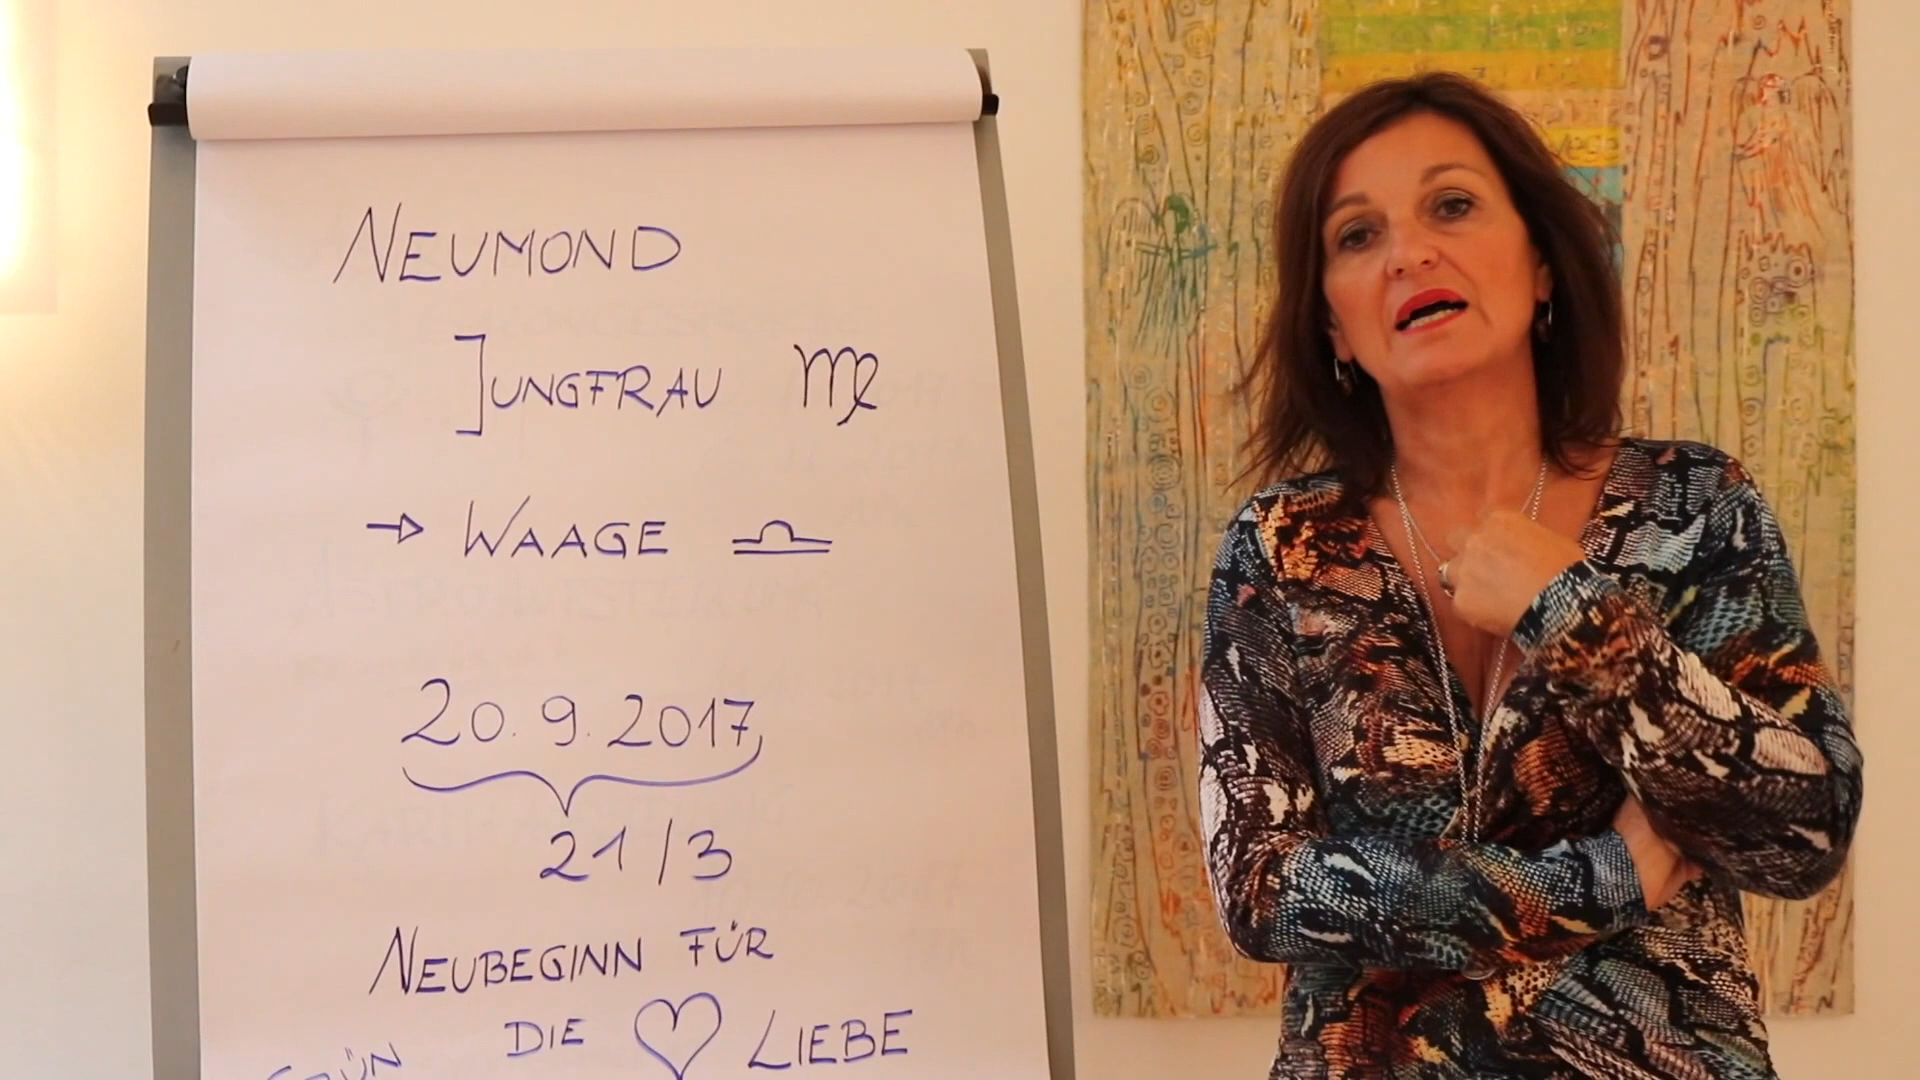 NEUMOND
JUNGFRAU ♍
→ WAAGE ♎
20.9.2017
21/3
NEUBEGINN FÜR
DIE ♡ LIEBE